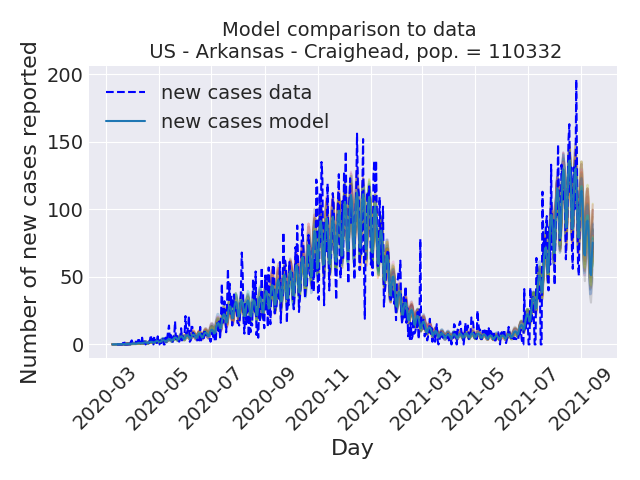 Model comparison to data
US - Arkansas - Craighead, pop. = 110332
Number of new cases reported
200
150
100
50
0
new cases data
new cases model
2020-03
2020-05
2020-07
2020-09
2020-11
2021-01
2021-03
2021-05
2021-07
2021-09
Day